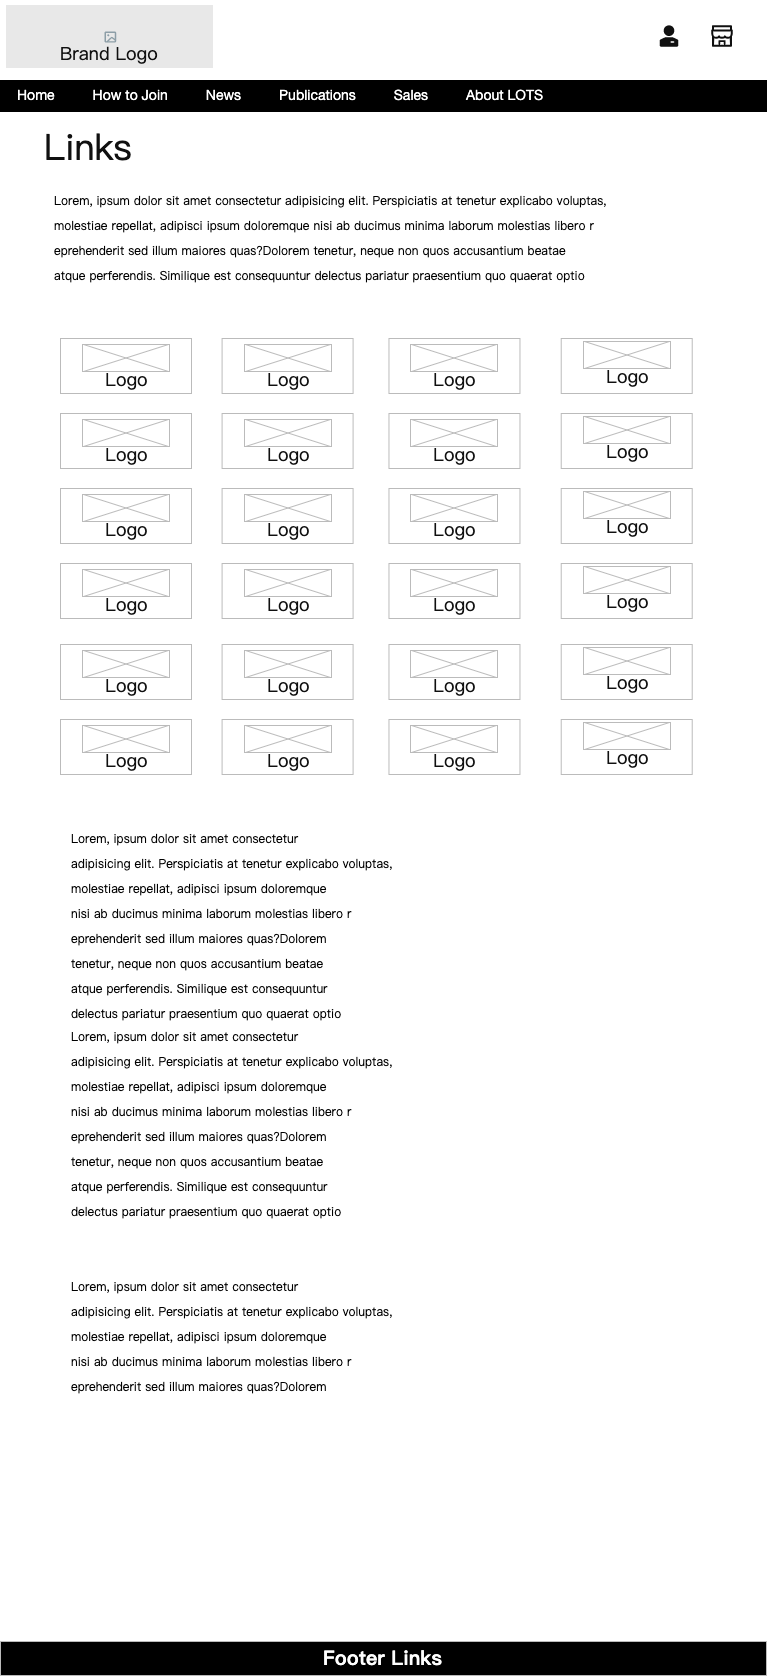 Brand Logo
Home How to Join News Publications Sales About LOTS
Links
Lorem, ipsum dolor sit amet consectetur adipisicing elit. Perspiciatis at tenetur explicabo voluptas,
molestiae repellat, adipisci ipsum doloremque nisi ab ducimus minima laborum molestias libero r
eprehenderit sed illum maiores quas?Dolorem tenetur, neque non quos accusantium beatae
atque perferendis. Similique est consequuntur delectus pariatur praesentium quo quaerat optio
Logo Logo Logo Logo
Logo Logo Logo Logo
Logo Logo Logo Logo
Logo Logo Logo Logo
Logo Logo Logo Logo
Logo Logo Logo Logo
Lorem, ipsum dolor sit amet consectetur
adipisicing elit. Perspiciatis at tenetur explicabo voluptas,
molestiae repellat, adipisci ipsum doloremque
nisi ab ducimus minima laborum molestias libero r
eprehenderit sed illum maiores quas?Dolorem
tenetur, neque non quos accusantium beatae
atque perferendis. Similique est consequuntur
delectus pariatur praesentium quo quaerat optio
Lorem, ipsum dolor sit amet consectetur
adipisicing elit. Perspiciatis at tenetur explicabo voluptas,
molestiae repellat, adipisci ipsum doloremque
nisi ab ducimus minima laborum molestias libero r
eprehenderit sed illum maiores quas?Dolorem
tenetur, neque non quos accusantium beatae
atque perferendis. Similique est consequuntur
delectus pariatur praesentium quo quaerat optio
Lorem, ipsum dolor sit amet consectetur
adipisicing elit. Perspiciatis at tenetur explicabo voluptas,
molestiae repellat, adipisci ipsum doloremque
nisi ab ducimus minima laborum molestias libero r
eprehenderit sed illum maiores quas?Dolorem
Footer Links